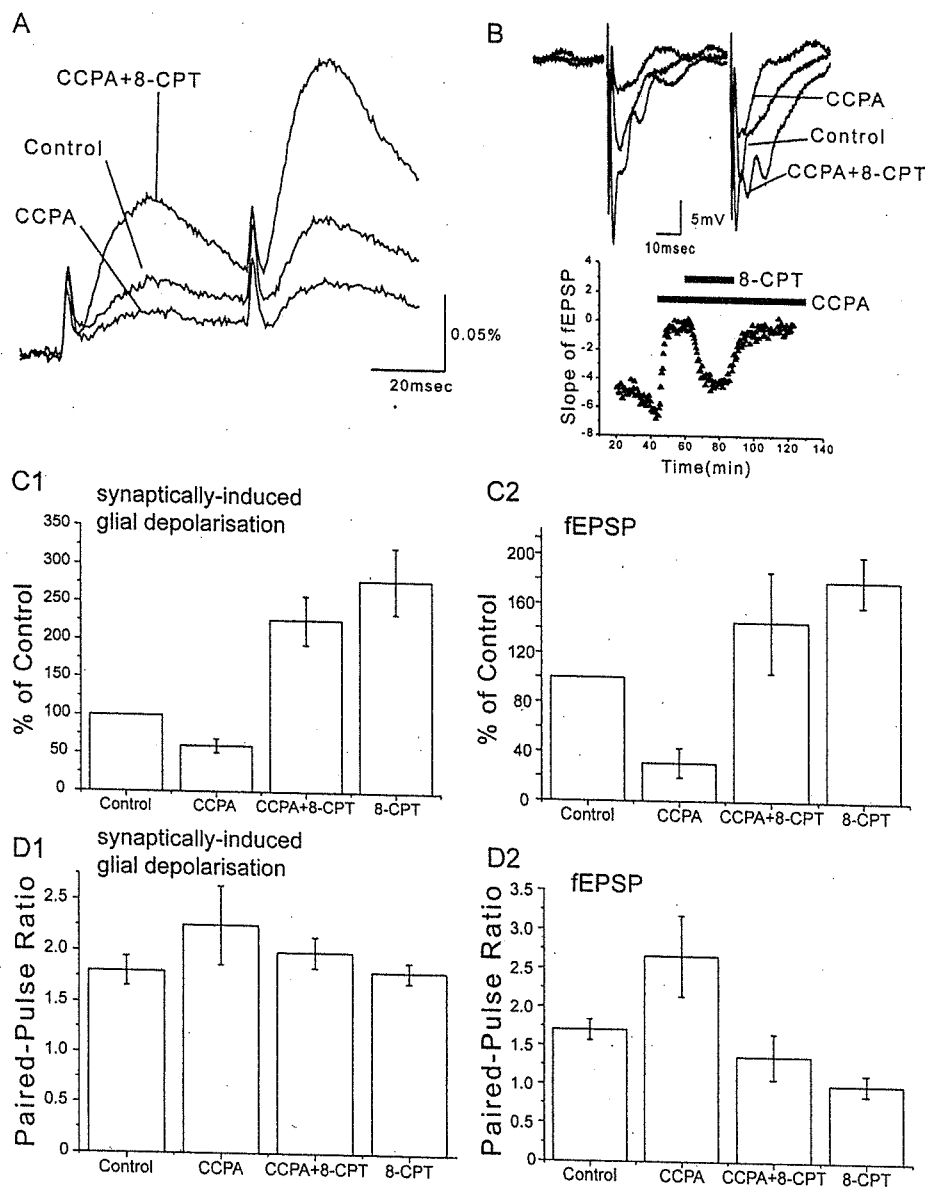 A
CCPA+8-CPT
Control
CCPA
0.05%
20msec
B
CCPA
Control
CCPA+8-CPT
5mV
10msec
8-CPT
CCPA
Slope of fEPSP
4
2
0
-2
-4
-6
-8
20 40 60 80 100 120 140
Time(min)
C1
synaptically-induced
glial depolarisation
% of Control
350
300
250
200
150
100
50
0
Control CCPA CCPA+8-CPT 8-CPT
C2
fEPSP
% of Control
200
160
120
80
40
0
Control CCPA CCPA+8-CPT 8-CPT
D1
synaptically-induced
glial depolarisation
Paired-Pulse Ratio
2.5
2.0
1.5
1.0
0.5
0
Control CCPA CCPA+8-CPT 8-CPT
D2
fEPSP
Paired-Pulse Ratio
3.5
3.0
2.5
2.0
1.5
1.0
0.5
0
Control CCPA CCPA+8-CPT 8-CPT